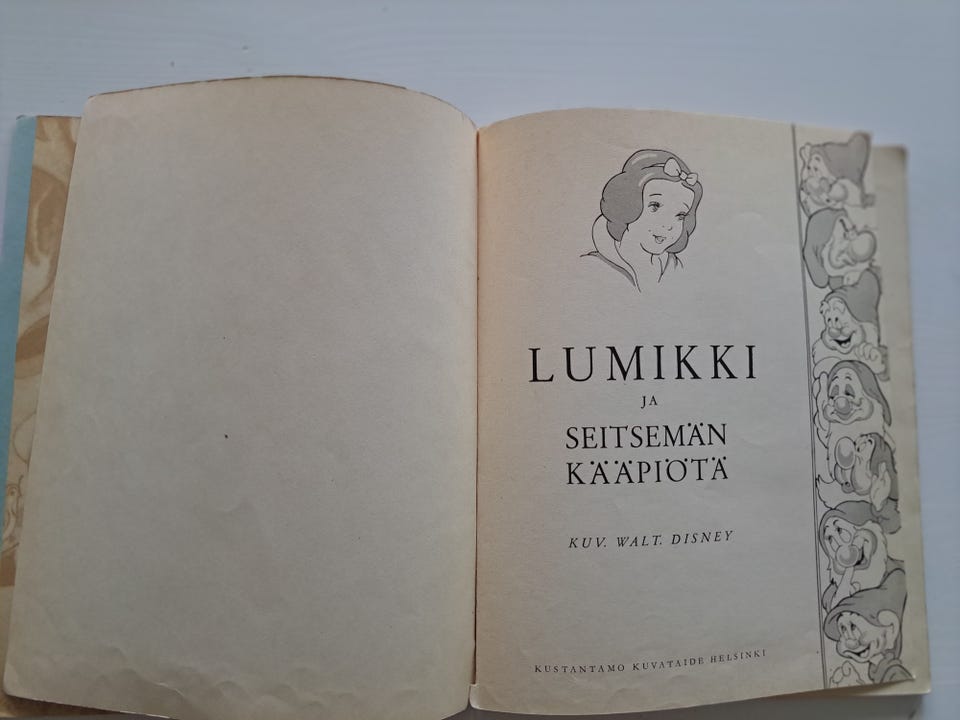 LUMIKKI
JA
SEITSEMÄN
KÄÄPIÖTÄ
KUV. WALT. DISNEY
KUSTANTAMO KUVATAIDE HELSINKI